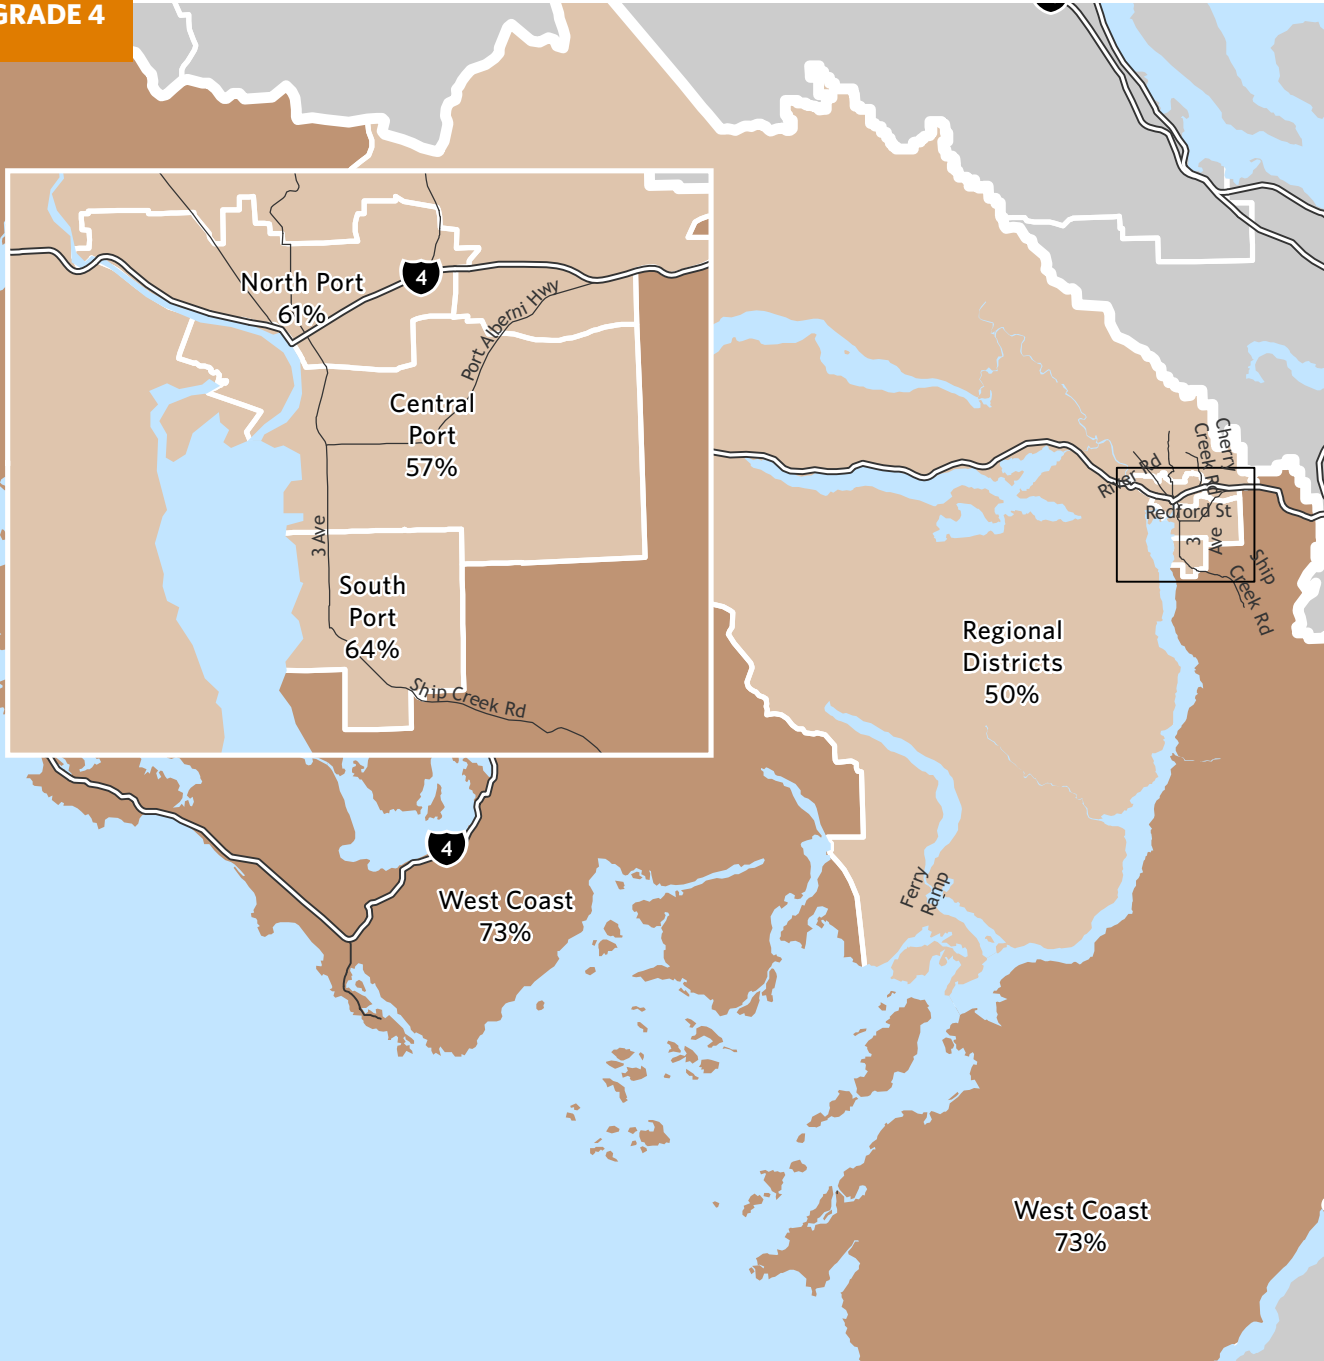 GRADE 4
North Port
61%
4
Port Alberni Hwy
Central
Port
57%
3 Ave
South
Port
64%
Ship Creek Rd
Cherry
Creek Rd
River Rd
Redford St
3
Ave
Ship
Creek Rd
Regional
Districts
50%
4
West Coast
73%
Ferry
Ramp
West Coast
73%